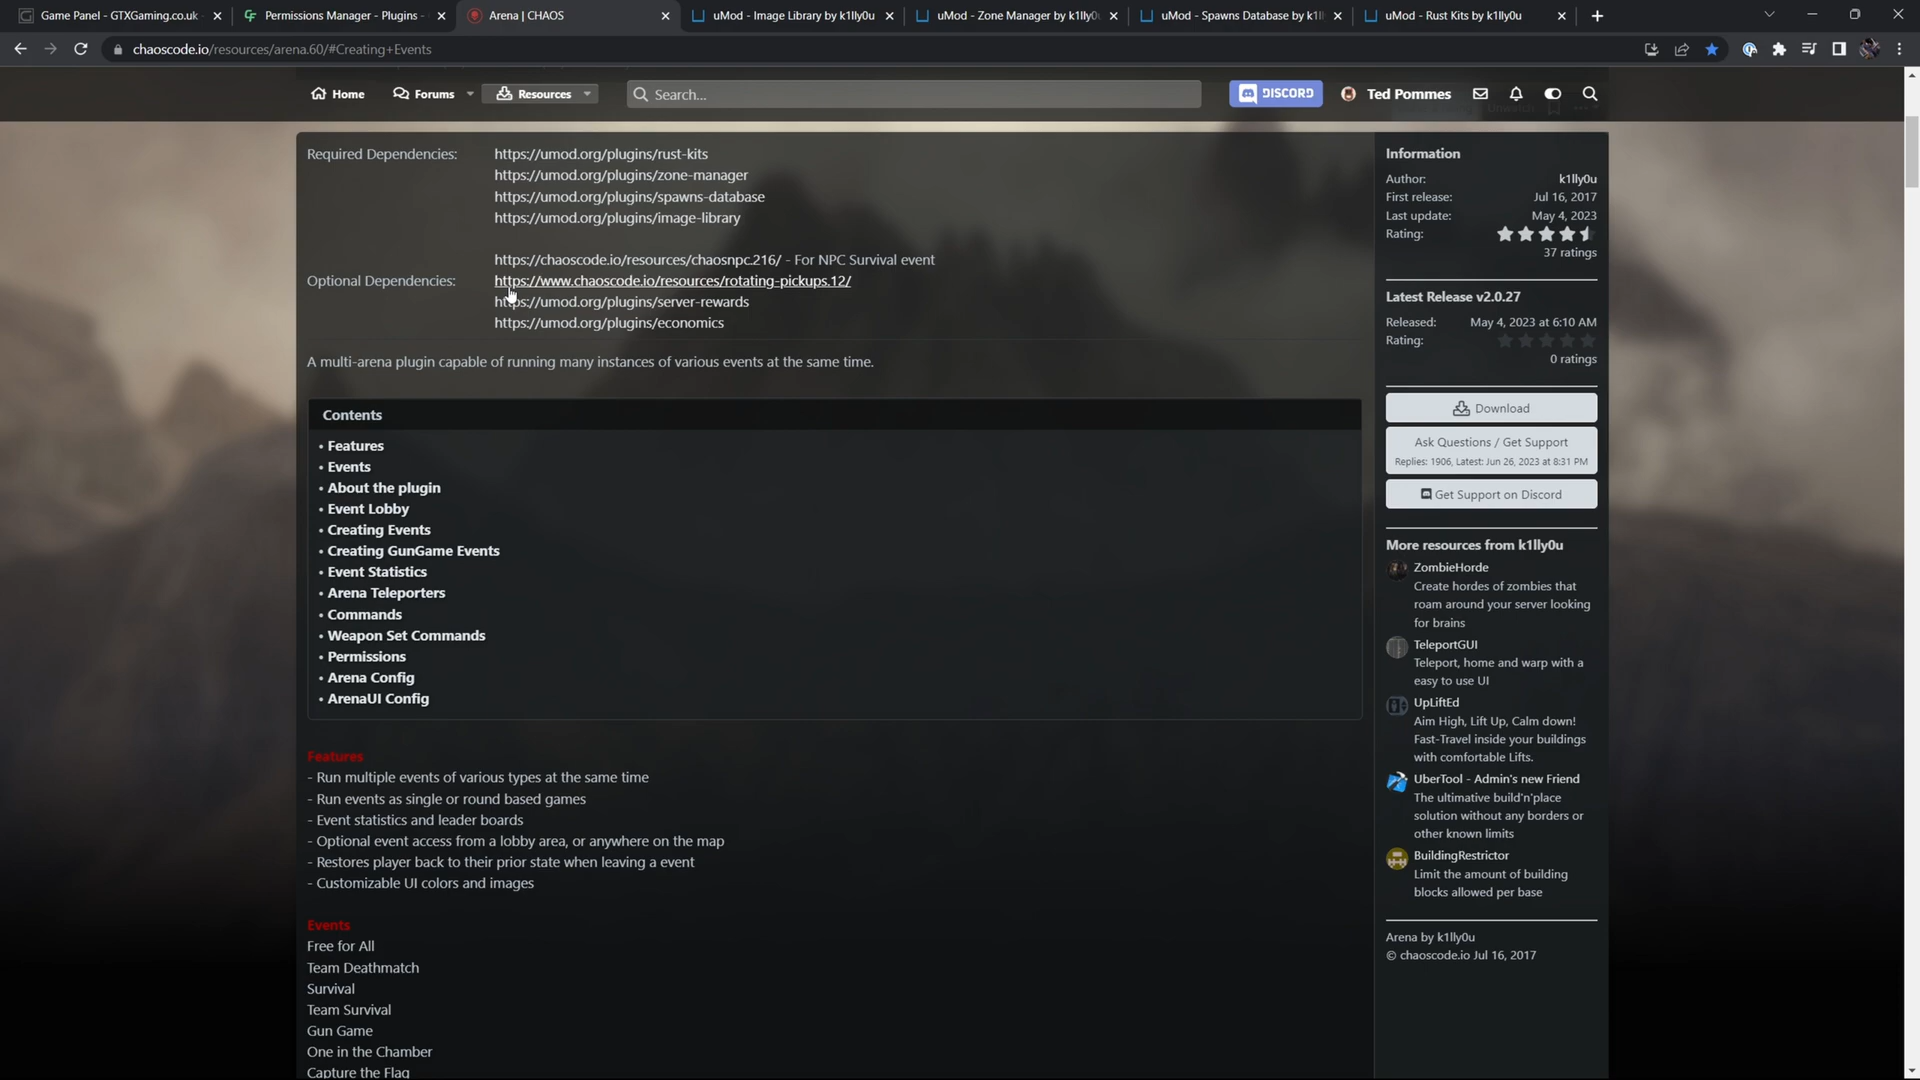 Game Panel - GTXGaming.co.uk
Permissions Manager - Plugins -
Arena | CHAOS
uMod - Image Library by k1lly0u
uMod - Zone Manager by k1lly0
uMod - Spawns Database by k1l
uMod - Rust Kits by k1lly0u
chaoscode.io/resources/arena.60/#Creating+Events
Home
Forums
Resources
Search...
DISCORD
Ted Pommes
Unwatch
Required Dependencies:
https://umod.org/plugins/rust-kits
https://umod.org/plugins/zone-manager
https://umod.org/plugins/spawns-database
https://umod.org/plugins/image-library
https://chaoscode.io/resources/chaosnpc.216/ - For NPC Survival event
Optional Dependencies:
https://www.chaoscode.io/resources/rotating-pickups.12/
https://umod.org/plugins/server-rewards
https://umod.org/plugins/economics
A multi-arena plugin capable of running many instances of various events at the same time.
Contents
• Features
• Events
• About the plugin
• Event Lobby
• Creating Events
• Creating GunGame Events
• Event Statistics
• Arena Teleporters
• Commands
• Weapon Set Commands
• Permissions
• Arena Config
• ArenaUI Config
Features
- Run multiple events of various types at the same time
- Run events as single or round based games
- Event statistics and leader boards
- Optional event access from a lobby area, or anywhere on the map
- Restores player back to their prior state when leaving a event
- Customizable UI colors and images
Events
Free for All
Team Deathmatch
Survival
Team Survival
Gun Game
One in the Chamber
Capture the Flag
Information
Author: k1lly0u
First release: Jul 16, 2017
Last update: May 4, 2023
Rating:
37 ratings
Latest Release v2.0.27
Released: May 4, 2023 at 6:10 AM
Rating:
0 ratings
Download
Ask Questions / Get Support
Replies: 1906, Latest: Jun 26, 2023 at 8:31 PM
Get Support on Discord
More resources from k1lly0u
ZombieHorde
Create hordes of zombies that
roam around your server looking
for brains
TeleportGUI
Teleport, home and warp with a
easy to use UI
UpLiftEd
Aim High, Lift Up, Calm down!
Fast-Travel inside your buildings
with comfortable Lifts.
UberTool - Admin's new Friend
The ultimative build'n'place
solution without any borders or
other known limits
BuildingRestrictor
Limit the amount of building
blocks allowed per base
Arena by k1lly0u
© chaoscode.io Jul 16, 2017